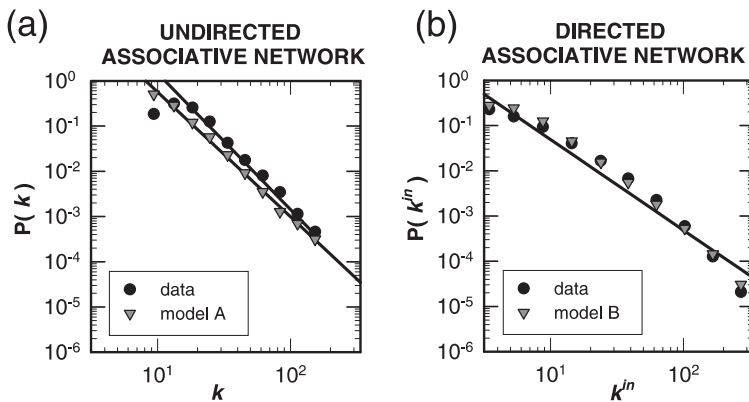 (a)
UNDIRECTED
ASSOCIATIVE NETWORK
10^0
10^-1
10^-2
10^-3
10^-4
10^-5
10^-6
P(k)
data
model A
10^1 10^2
k
(b)
DIRECTED
ASSOCIATIVE NETWORK
10^0
10^-1
10^-2
10^-3
10^-4
10^-5
10^-6
P(k^in)
data
model B
10^1 10^2
k^in